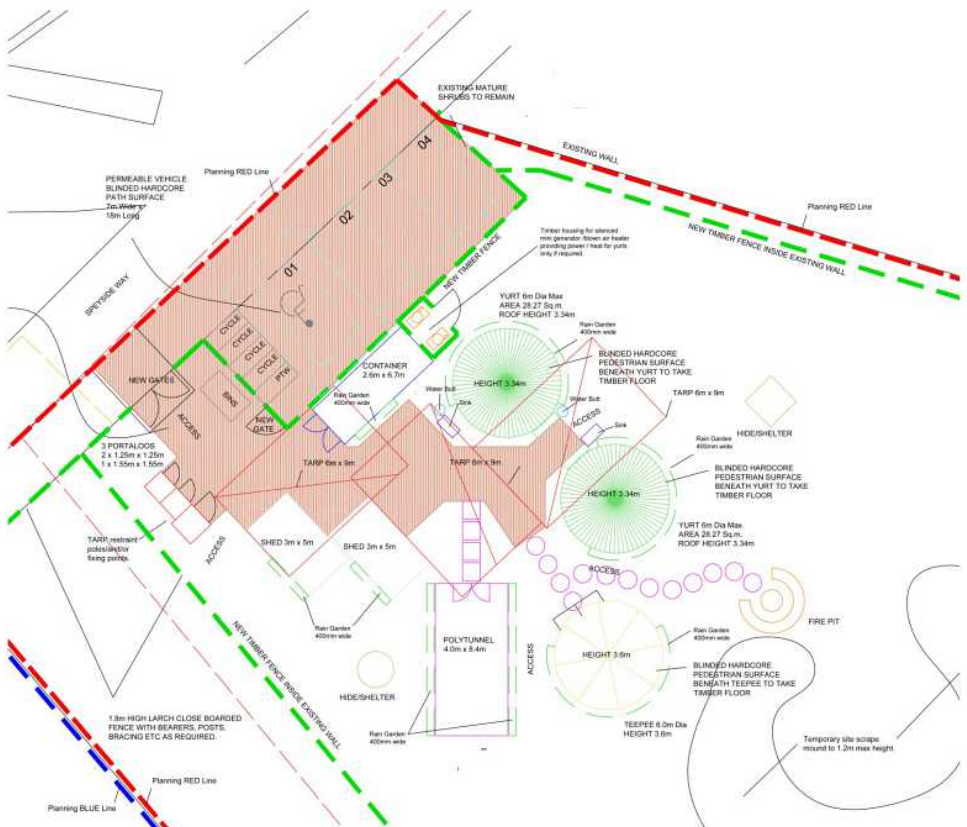 EXISTING MATURE
SHRUBS TO REMAIN
EXISTING WALL
Planning RED Line
PERMEABLE VEHICLE
BLINDED HARDCORE
PATH SURFACE
7m Wide x
18m Long
Planning RED Line
NEW TIMBER FENCE INSIDE EXISTING WALL
04
03
02
01
SPEYSIDE WAY
Timber housing for silenced
mini generator /blown air heater
providing power / heat for yurts
only if required.
NEW TIMBER FENCE
YURT 6m Dia Max
AREA 28.27 Sq.m.
ROOF HEIGHT 3.34m
Rain Garden
400mm wide
CYCLE
CYCLE
CYCLE
CYCLE
PTW
BINS
NEW GATES
NEW
GATE
ACCESS
CONTAINER
2.6m x 6.7m
Rain Garden
400mm wide
BLINDED HARDCORE
PEDESTRIAN SURFACE
BENEATH YURT TO TAKE
TIMBER FLOOR
HEIGHT 3.34m
Water Butt
Sink
Water Butt
ACCESS
Sink
TARP 6m x 9m
HIDE/SHELTER
Rain Garden
400mm wide
3 PORTALOOS
2 x 1.25m x 1.25m
1 x 1.55m x 1.55m
TARP 6m x 9m
TARP 6m x 9m
BLINDED HARDCORE
PEDESTRIAN SURFACE
BENEATH YURT TO TAKE
TIMBER FLOOR
HEIGHT 3.34m
YURT 6m Dia Max
AREA 28.27 Sq.m.
ROOF HEIGHT 3.34m
TARP restraint
poles/and/or
fixing points.
ACCESS
SHED 3m x 5m
SHED 3m x 5m
ACCESS
Rain Garden
400mm wide
NEW TIMBER FENCE INSIDE EXISTING WALL
POLYTUNNEL
4.0m x 8.4m
ACCESS
FIRE PIT
Rain Garden
400mm wide
HEIGHT 3.6m
BLINDED HARDCORE
PEDESTRIAN SURFACE
BENEATH TEEPEE TO TAKE
TIMBER FLOOR
HIDE/SHELTER
TEEPEE 6.0m Dia
HEIGHT 3.6m
Rain Garden
400mm wide
1.8m HIGH LARCH CLOSE BOARDED
FENCE WITH BEARERS, POSTS,
BRACING ETC AS REQUIRED.
Temporary site scrape
mound to 1.2m max height
Planning RED Line
Planning BLUE Line